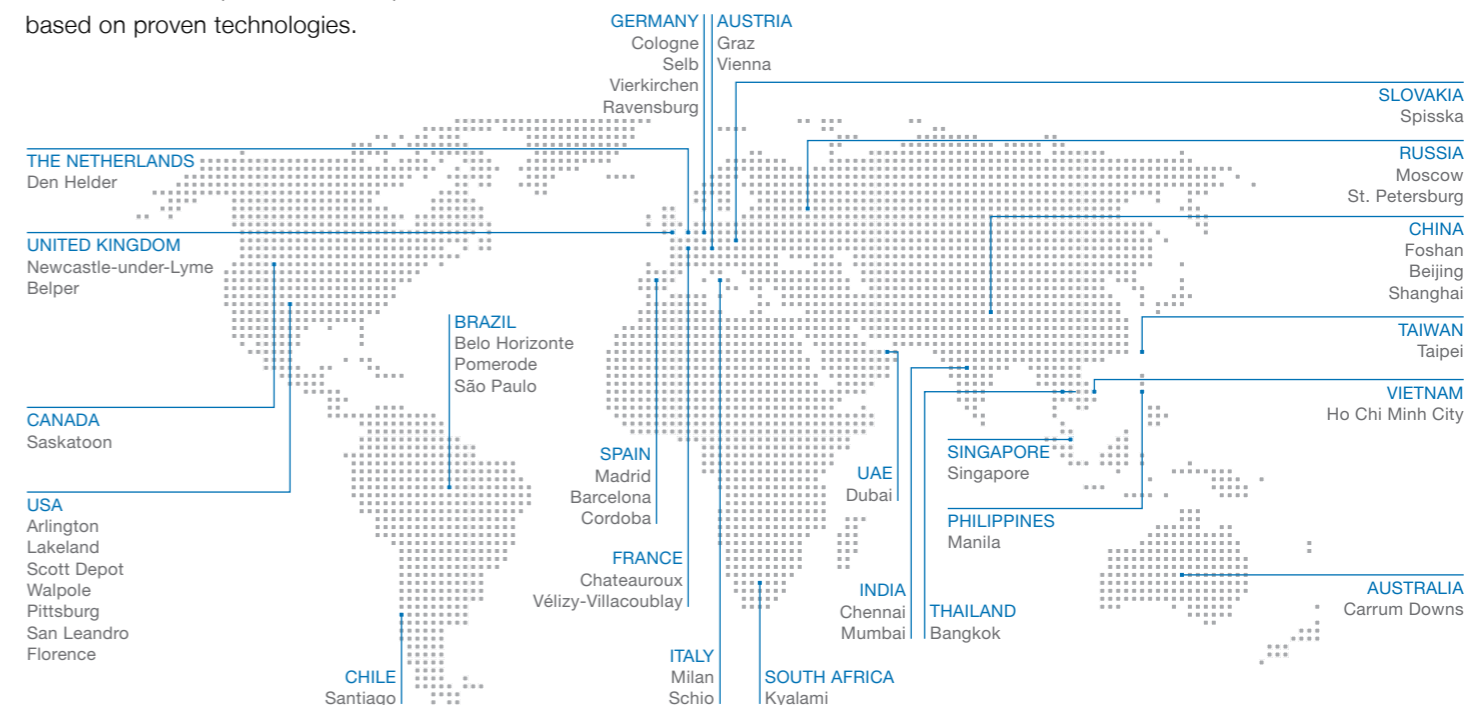 based on proven technologies.
GERMANY
Cologne
Selb
Vierkirchen
Ravensburg
AUSTRIA
Graz
Vienna
SLOVAKIA
Spisska
THE NETHERLANDS
Den Helder
RUSSIA
Moscow
St. Petersburg
UNITED KINGDOM
Newcastle-under-Lyme
Belper
CHINA
Foshan
Beijing
Shanghai
BRAZIL
Belo Horizonte
Pomerode
São Paulo
TAIWAN
Taipei
VIETNAM
Ho Chi Minh City
CANADA
Saskatoon
SPAIN
Madrid
Barcelona
Cordoba
UAE
Dubai
SINGAPORE
Singapore
USA
Arlington
Lakeland
Scott Depot
Walpole
Pittsburg
San Leandro
Florence
PHILIPPINES
Manila
FRANCE
Chateauroux
Vélizy-Villacoublay
INDIA
Chennai
Mumbai
THAILAND
Bangkok
AUSTRALIA
Carrum Downs
CHILE
Santiago
ITALY
Milan
Schio
SOUTH AFRICA
Kyalami